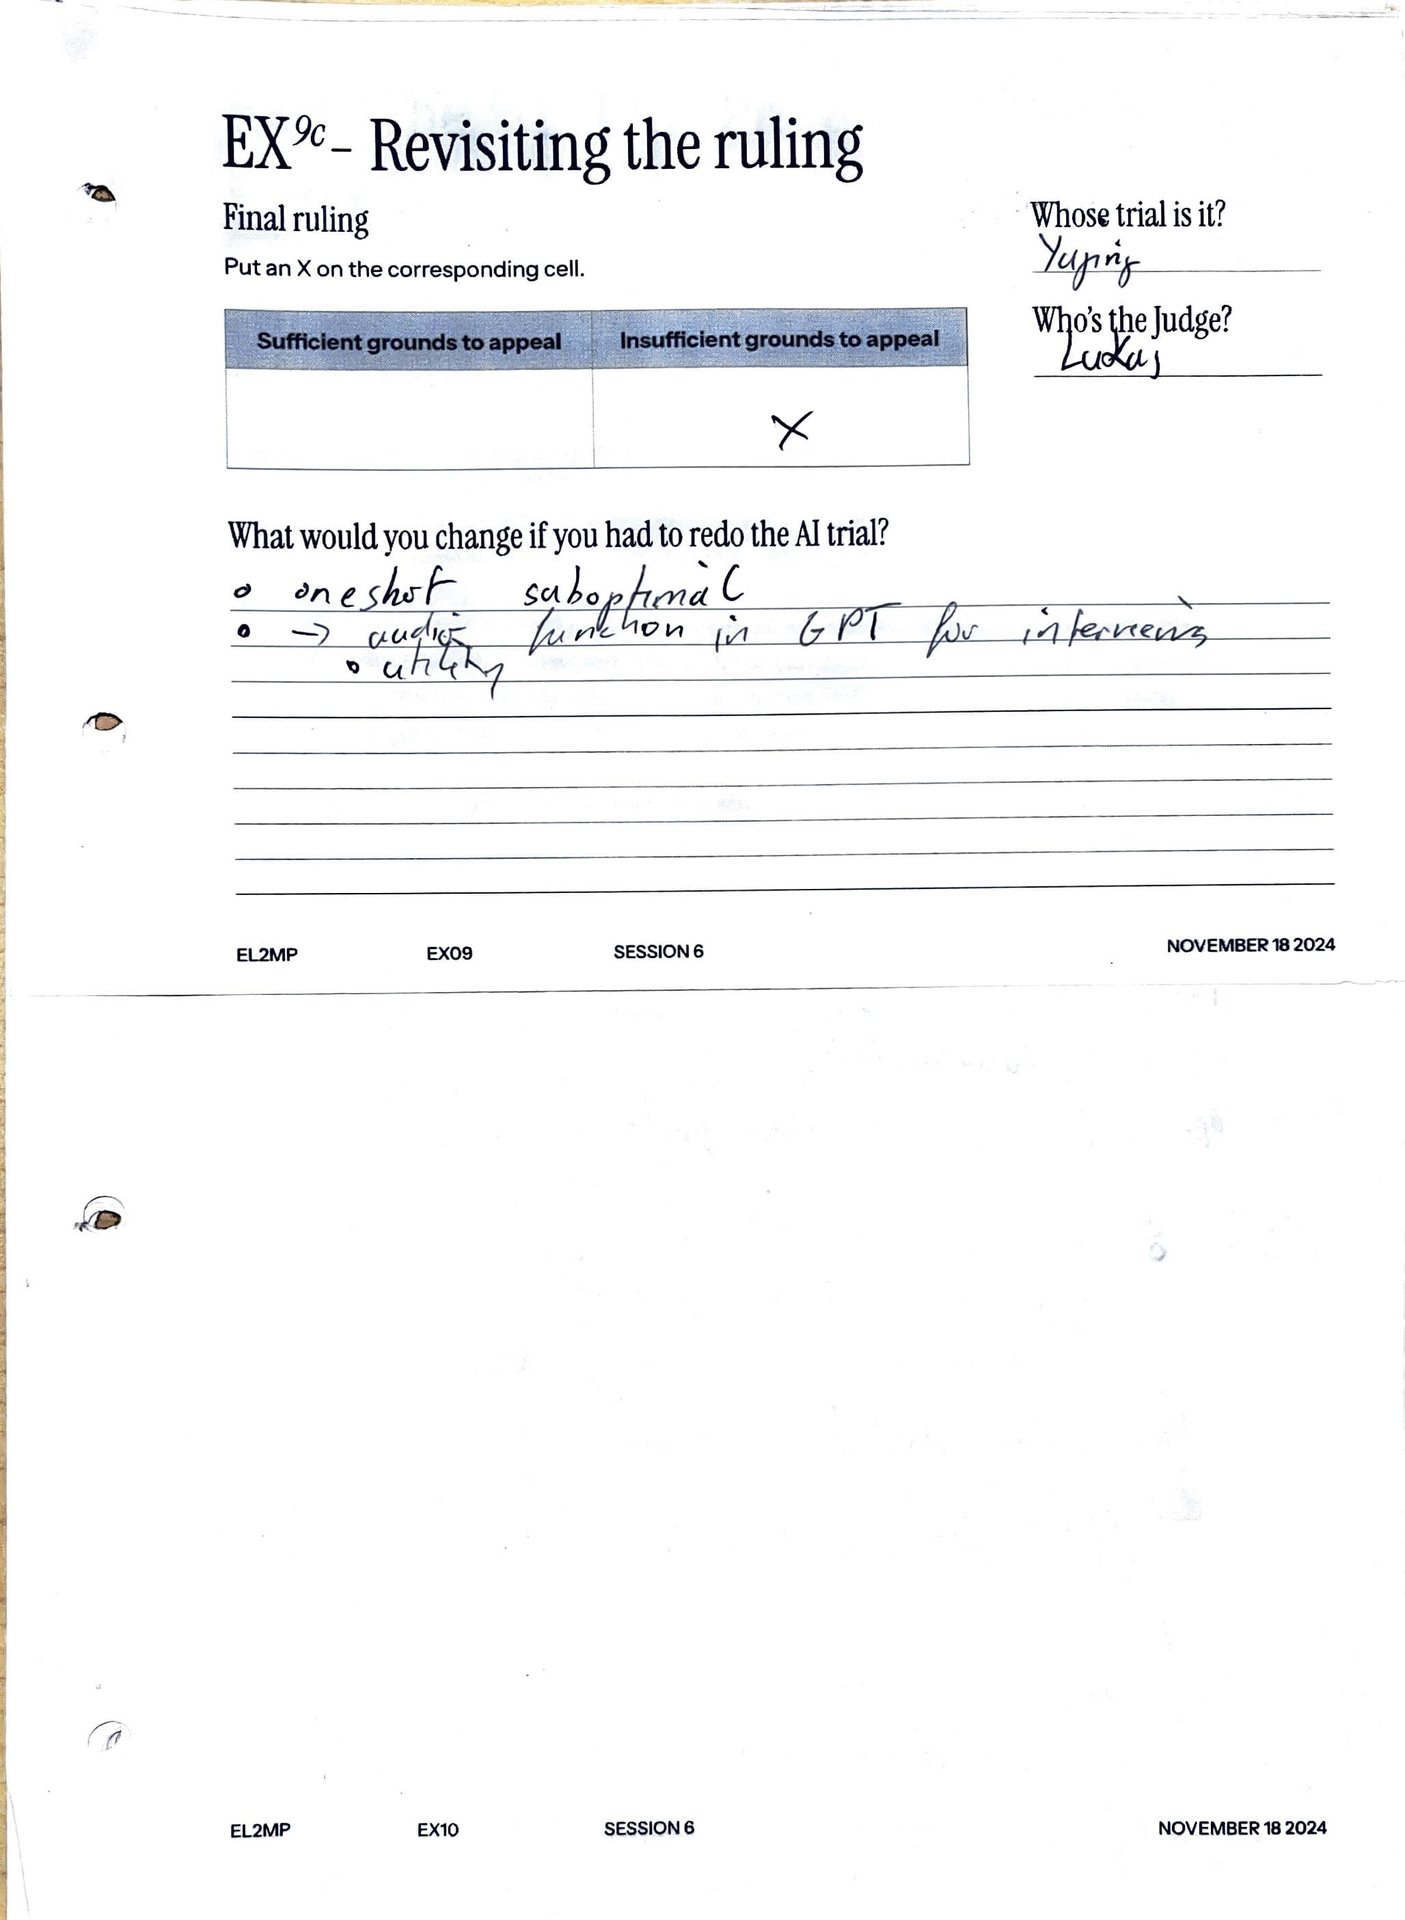 EX9c – Revisiting the ruling
Final ruling
Put an X on the corresponding cell.
Whose trial is it?
Yuping
Who's the Judge?
Lukas
Sufficient grounds to appeal
Insufficient grounds to appeal
X
What would you change if you had to redo the AI trial?
o oneshot suboptimal
o → audio function in GPT for interviews
o utility
EL2MP EX09 SESSION 6 NOVEMBER 18 2024
EL2MP EX10 SESSION 6 NOVEMBER 18 2024